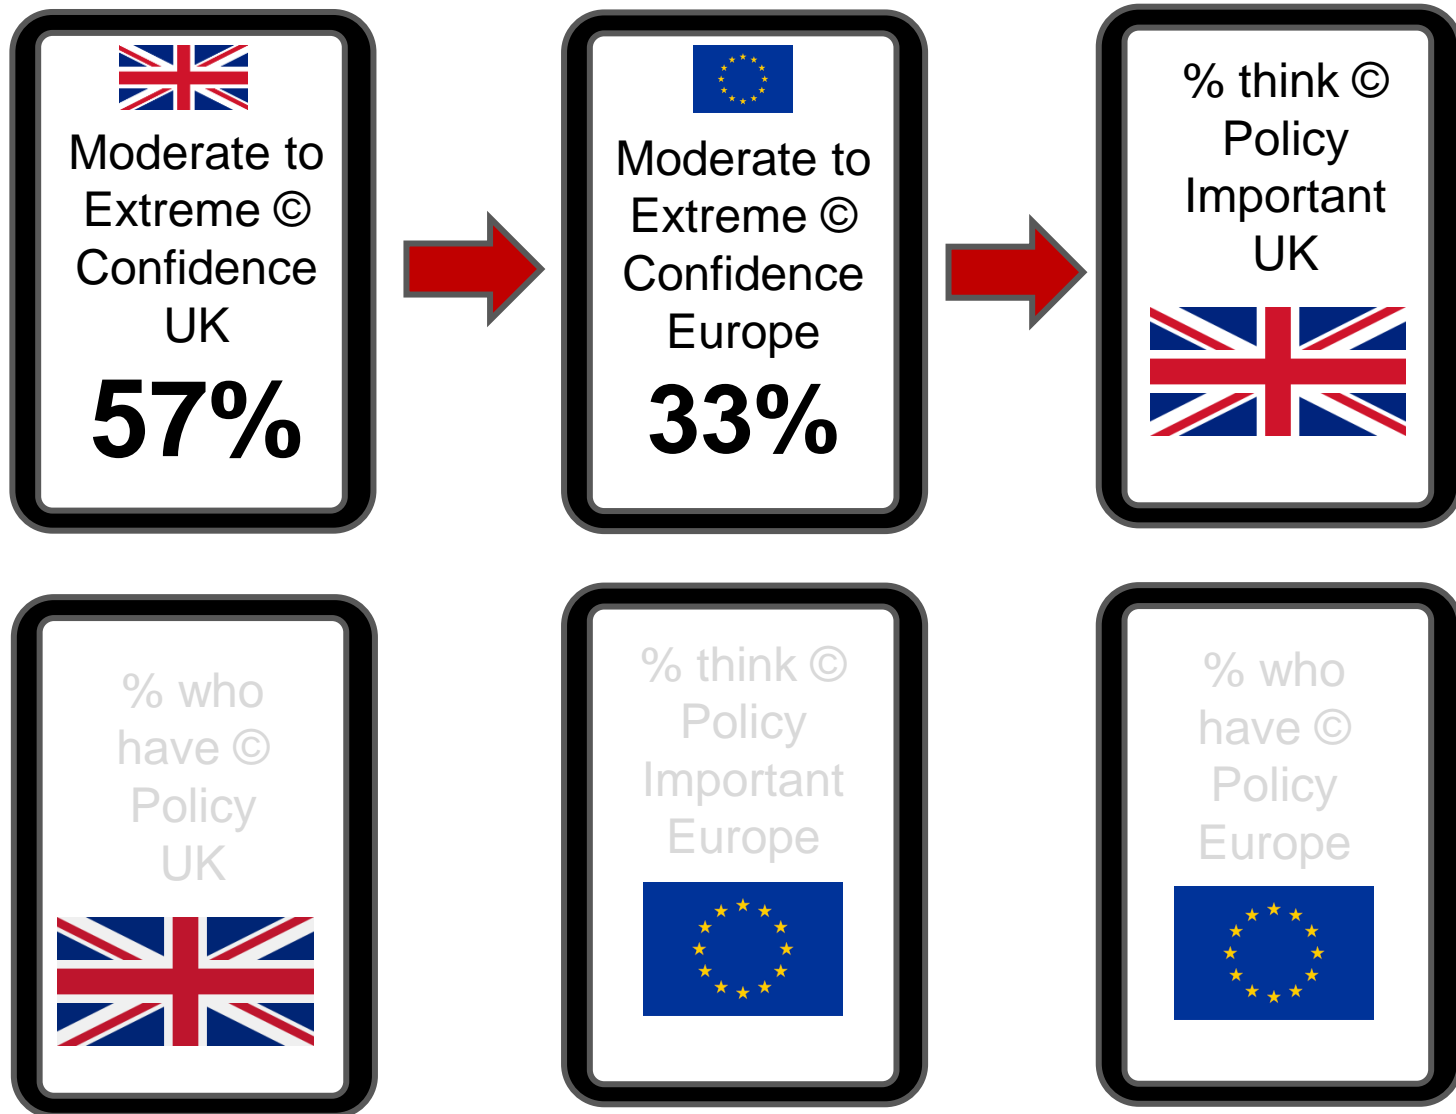 Moderate to
Extreme ©
Confidence
UK
57%
Moderate to
Extreme ©
Confidence
Europe
33%
% think ©
Policy
Important
UK
% who
have ©
Policy
UK
% think ©
Policy
Important
Europe
% who
have ©
Policy
Europe